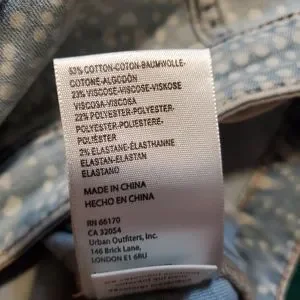 53% COTTON-COTON-BAUMWOLLE-
COTONE-ALGODÓN
23% VISCOSE-VISCOSE-VISKOSE
VISCOSA-VISCOSA
22% POLYESTER-POLYESTER-
POLYESTER-POLIESTERE-
POLIÉSTER
2% ELASTANE-ÉLASTHANNE
ELASTAN-ELASTAN
ELASTANO
MADE IN CHINA
HECHO EN CHINA
RN 66170
CA 32054
Urban Outfitters, Inc.
146 Brick Lane,
LONDON E1 6RU